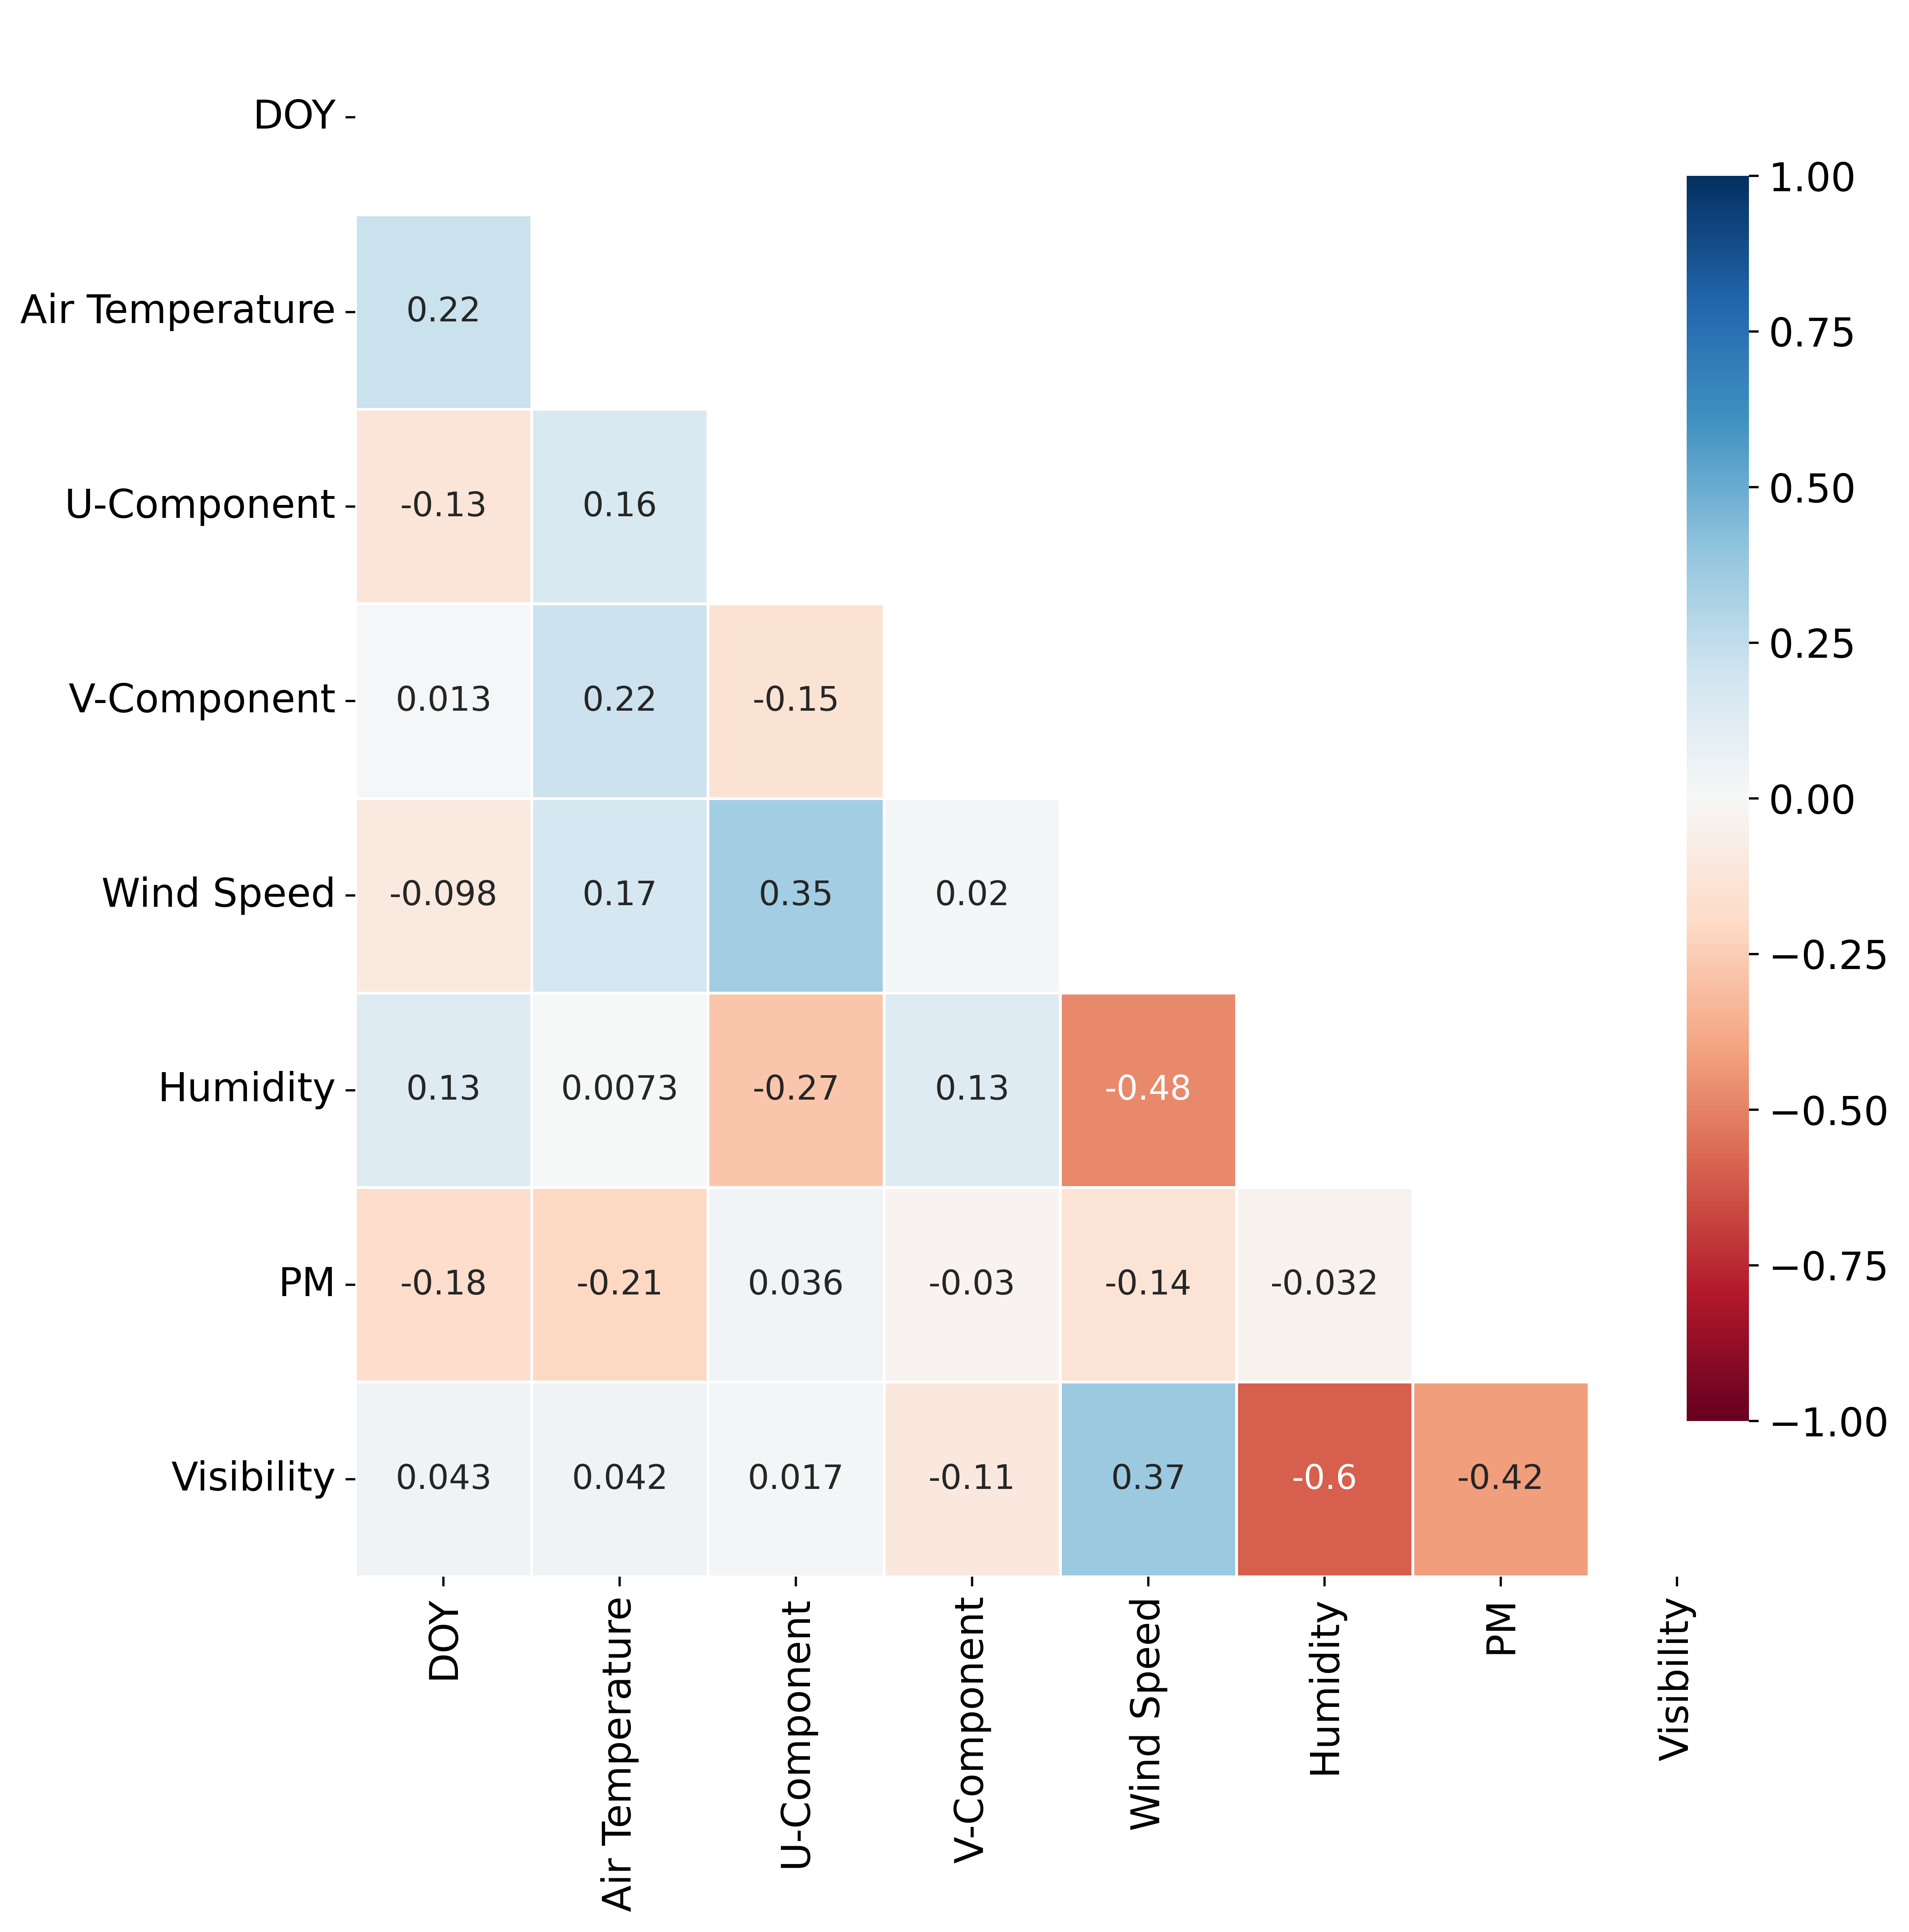 DOY
1.00
Air Temperature 0.22
0.75
U-Component -0.13 0.16
0.50
0.25
V-Component 0.013 0.22 -0.15
0.00
Wind Speed -0.098 0.17 0.35 0.02
−0.25
Humidity 0.13 0.0073 -0.27 0.13 -0.48
−0.50
PM -0.18 -0.21 0.036 -0.03 -0.14 -0.032
−0.75
−1.00
Visibility 0.043 0.042 0.017 -0.11 0.37 -0.6 -0.42
DOY
Air Temperature
U-Component
V-Component
Wind Speed
Humidity
PM
Visibility